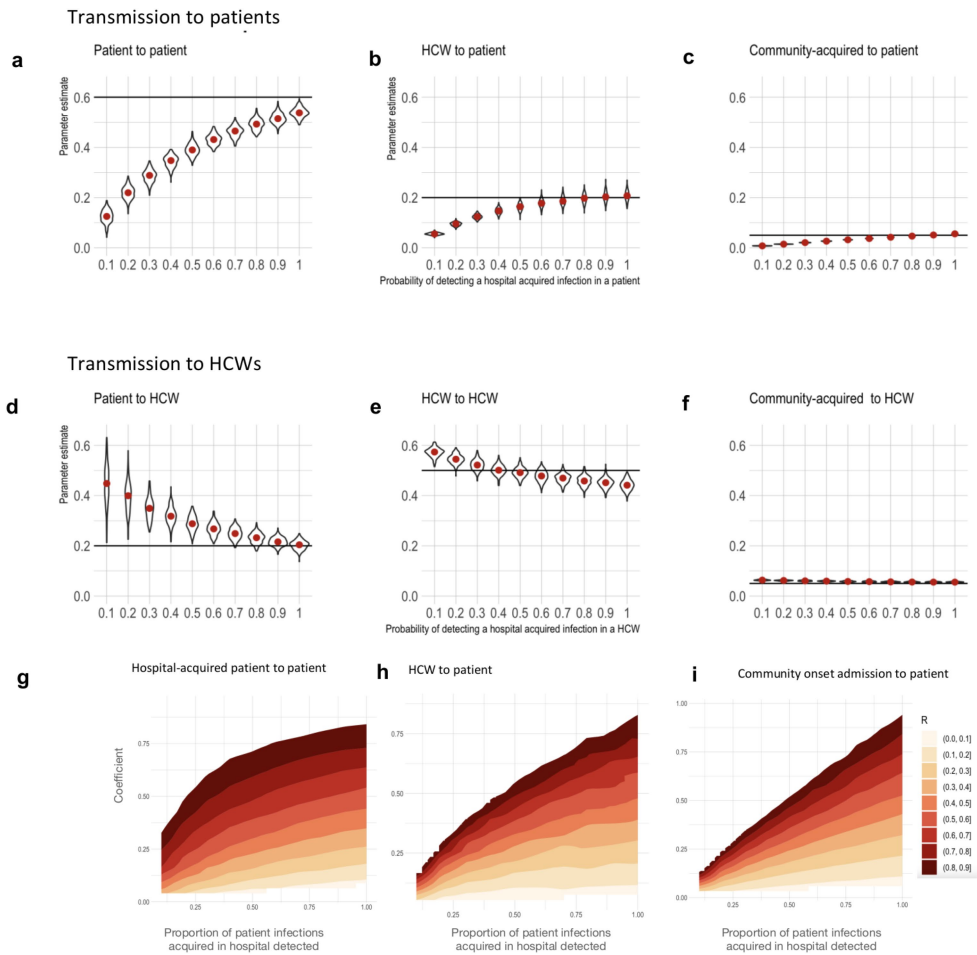 Transmission to patients
a
Patient to patient
b
HCW to patient
c
Community-acquired to patient
Parameter estimate
0.6
0.4
0.2
0.0
0.1 0.2 0.3 0.4 0.5 0.6 0.7 0.8 0.9 1
Parameter estimates
0.6
0.4
0.2
0.0
0.1 0.2 0.3 0.4 0.5 0.6 0.7 0.8 0.9 1
0.6
0.4
0.2
0.0
0.1 0.2 0.3 0.4 0.5 0.6 0.7 0.8 0.9 1
Probability of detecting a hospital acquired infection in a patient
Transmission to HCWs
d
Patient to HCW
e
HCW to HCW
f
Community-acquired to HCW
Parameter estimate
0.6
0.4
0.2
0.0
0.1 0.2 0.3 0.4 0.5 0.6 0.7 0.8 0.9 1
0.6
0.4
0.2
0.0
0.1 0.2 0.3 0.4 0.5 0.6 0.7 0.8 0.9 1
0.6
0.4
0.2
0.0
0.1 0.2 0.3 0.4 0.5 0.6 0.7 0.8 0.9 1
Probability of detecting a hospital acquired infection in a HCW
g
Hospital-acquired patient to patient
h
HCW to patient
i
Community onset admission to patient
Coefficient
0.75
0.50
0.25
0.00
0.25 0.50 0.75 1.00
Proportion of patient infections
acquired in hospital detected
0.75
0.50
0.25
0.25 0.50 0.75 1.00
Proportion of patient infections
acquired in hospital detected
1.00
0.75
0.50
0.25
0.00
0.25 0.50 0.75 1.00
Proportion of patient infections
acquired in hospital detected
R
(0.0, 0.1]
(0.1, 0.2]
(0.2, 0.3]
(0.3, 0.4]
(0.4, 0.5]
(0.5, 0.6]
(0.6, 0.7]
(0.7, 0.8]
(0.8, 0.9]